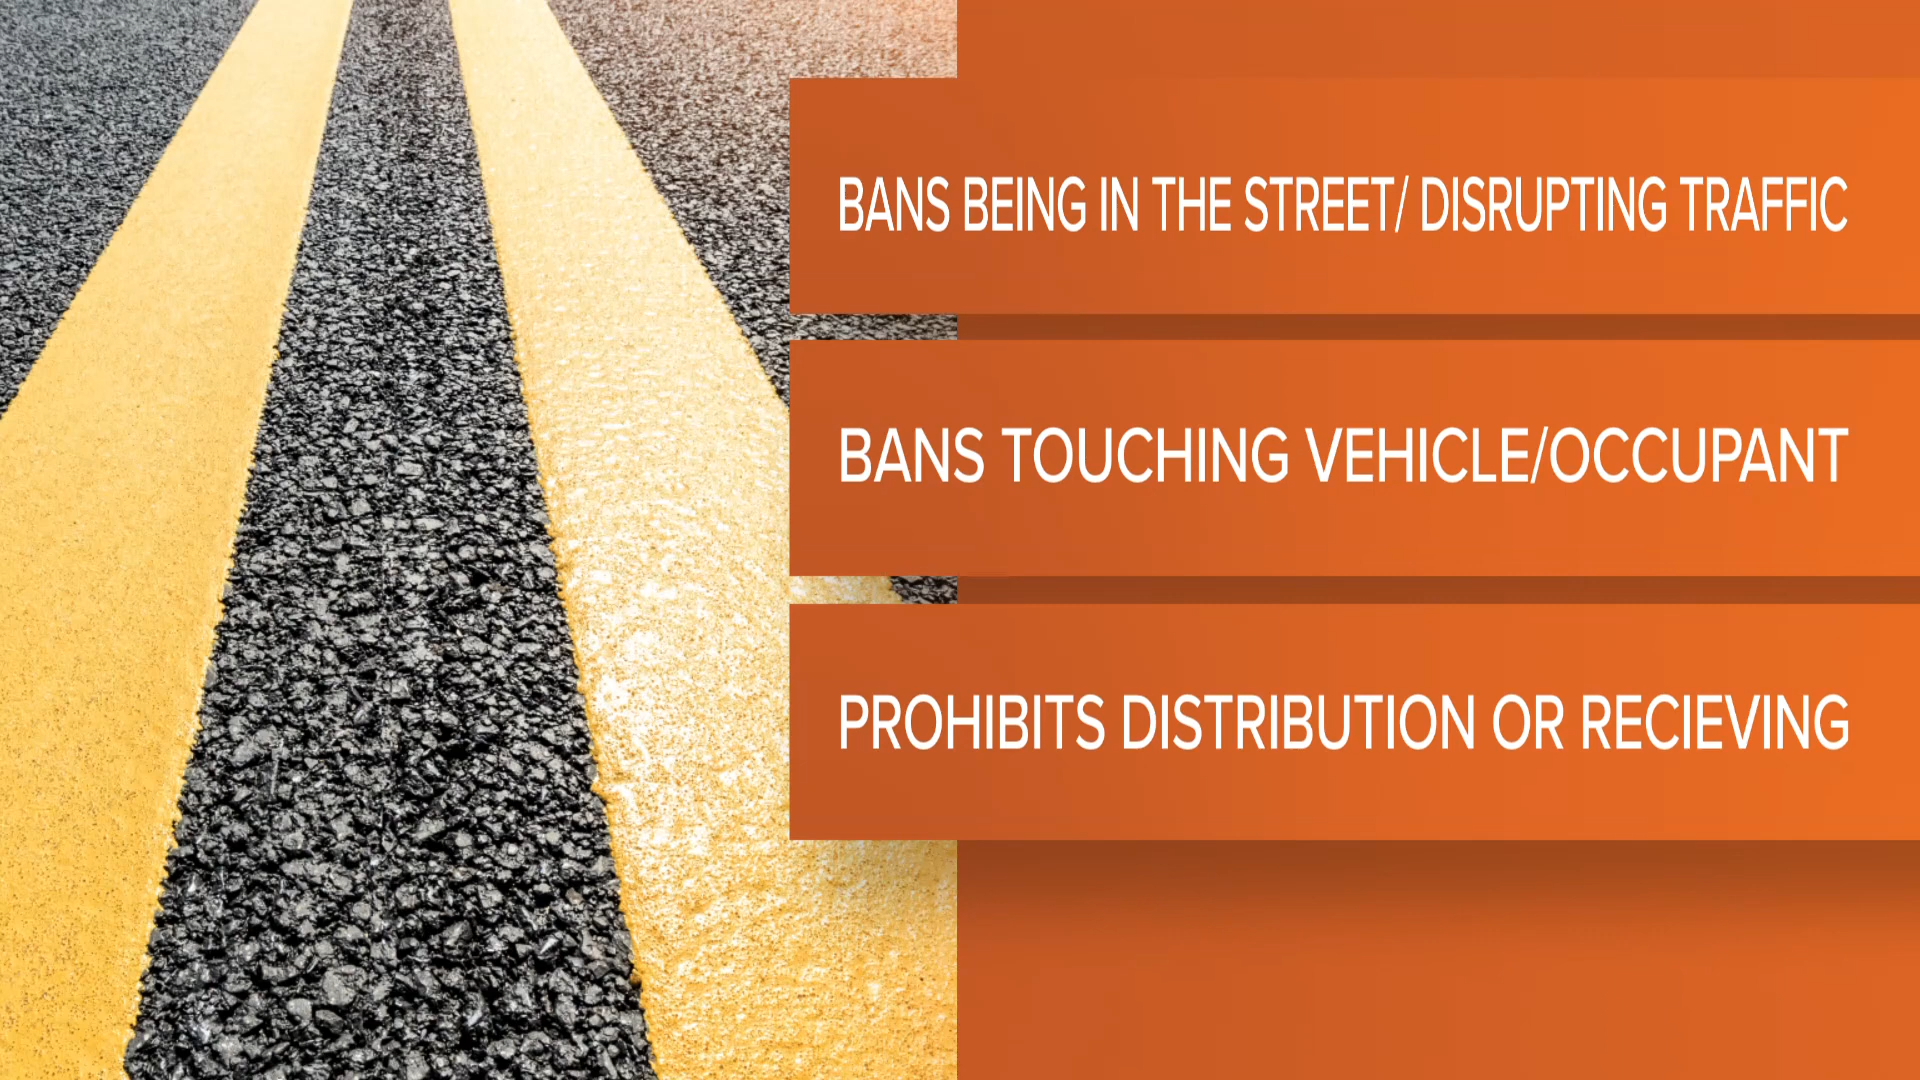 BANS BEING IN THE STREET/ DISRUPTING TRAFFIC
BANS TOUCHING VEHICLE/OCCUPANT
PROHIBITS DISTRIBUTION OR RECIEVING